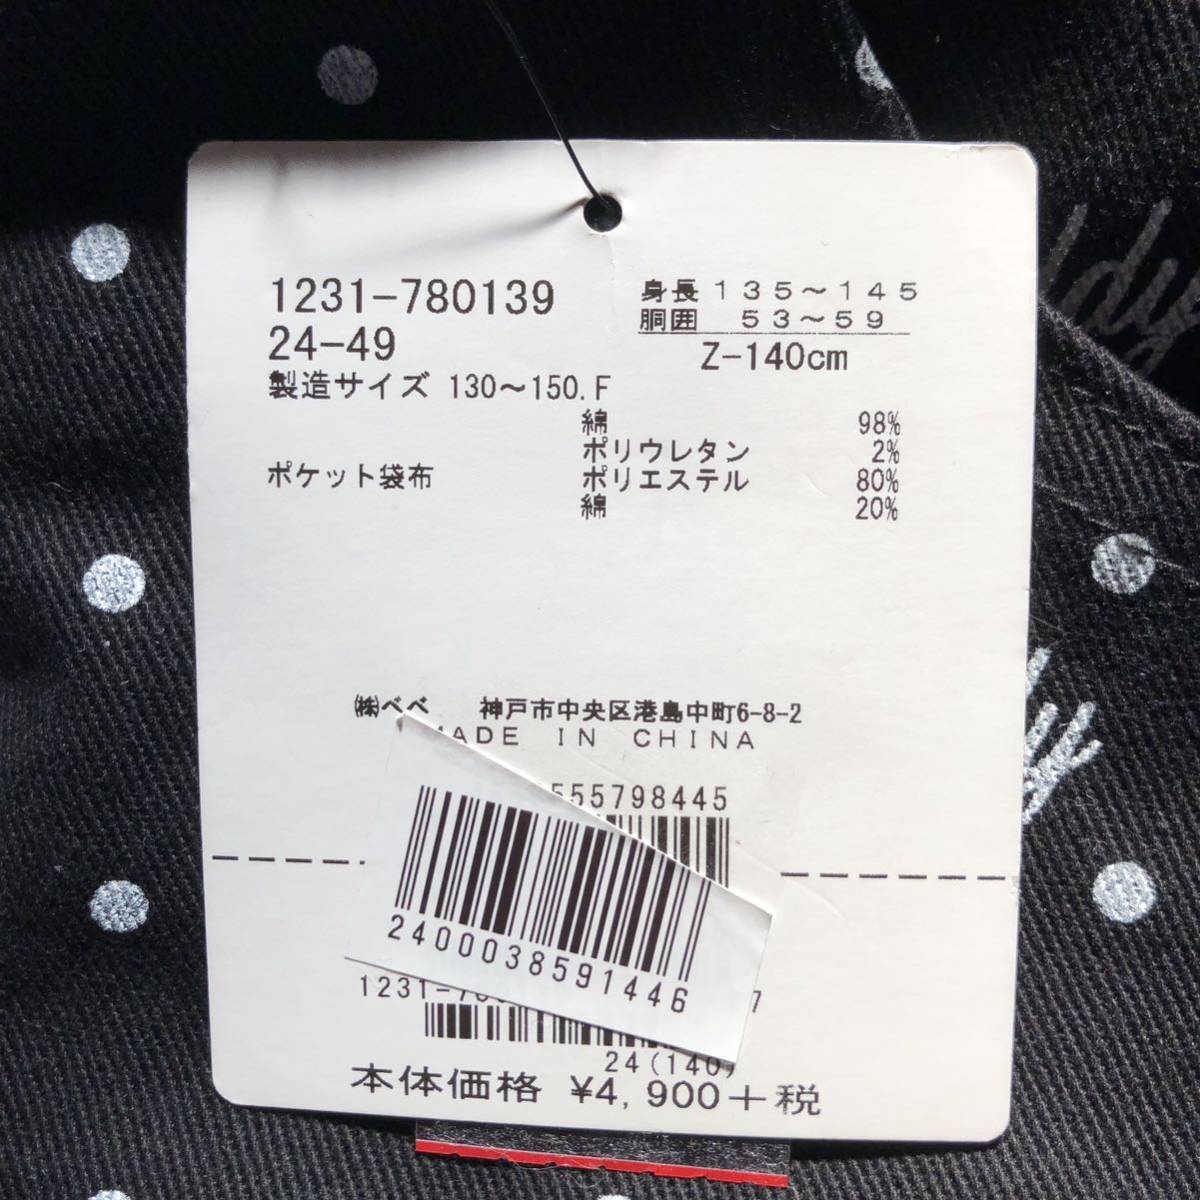 1231-780139
24-49
身長 135~145
胴囲 53~59
Z-140cm
製造サイズ 130~150.F
綿 98%
ポリウレタン 2%
ポケット袋布 ポリエステル 80%
綿 20%
㈱べべ 神戸市中央区港島中町6-8-2
MADE IN CHINA
555798445
2400038591446
1231-78
7
24(140)
本体価格 ¥4,900+税